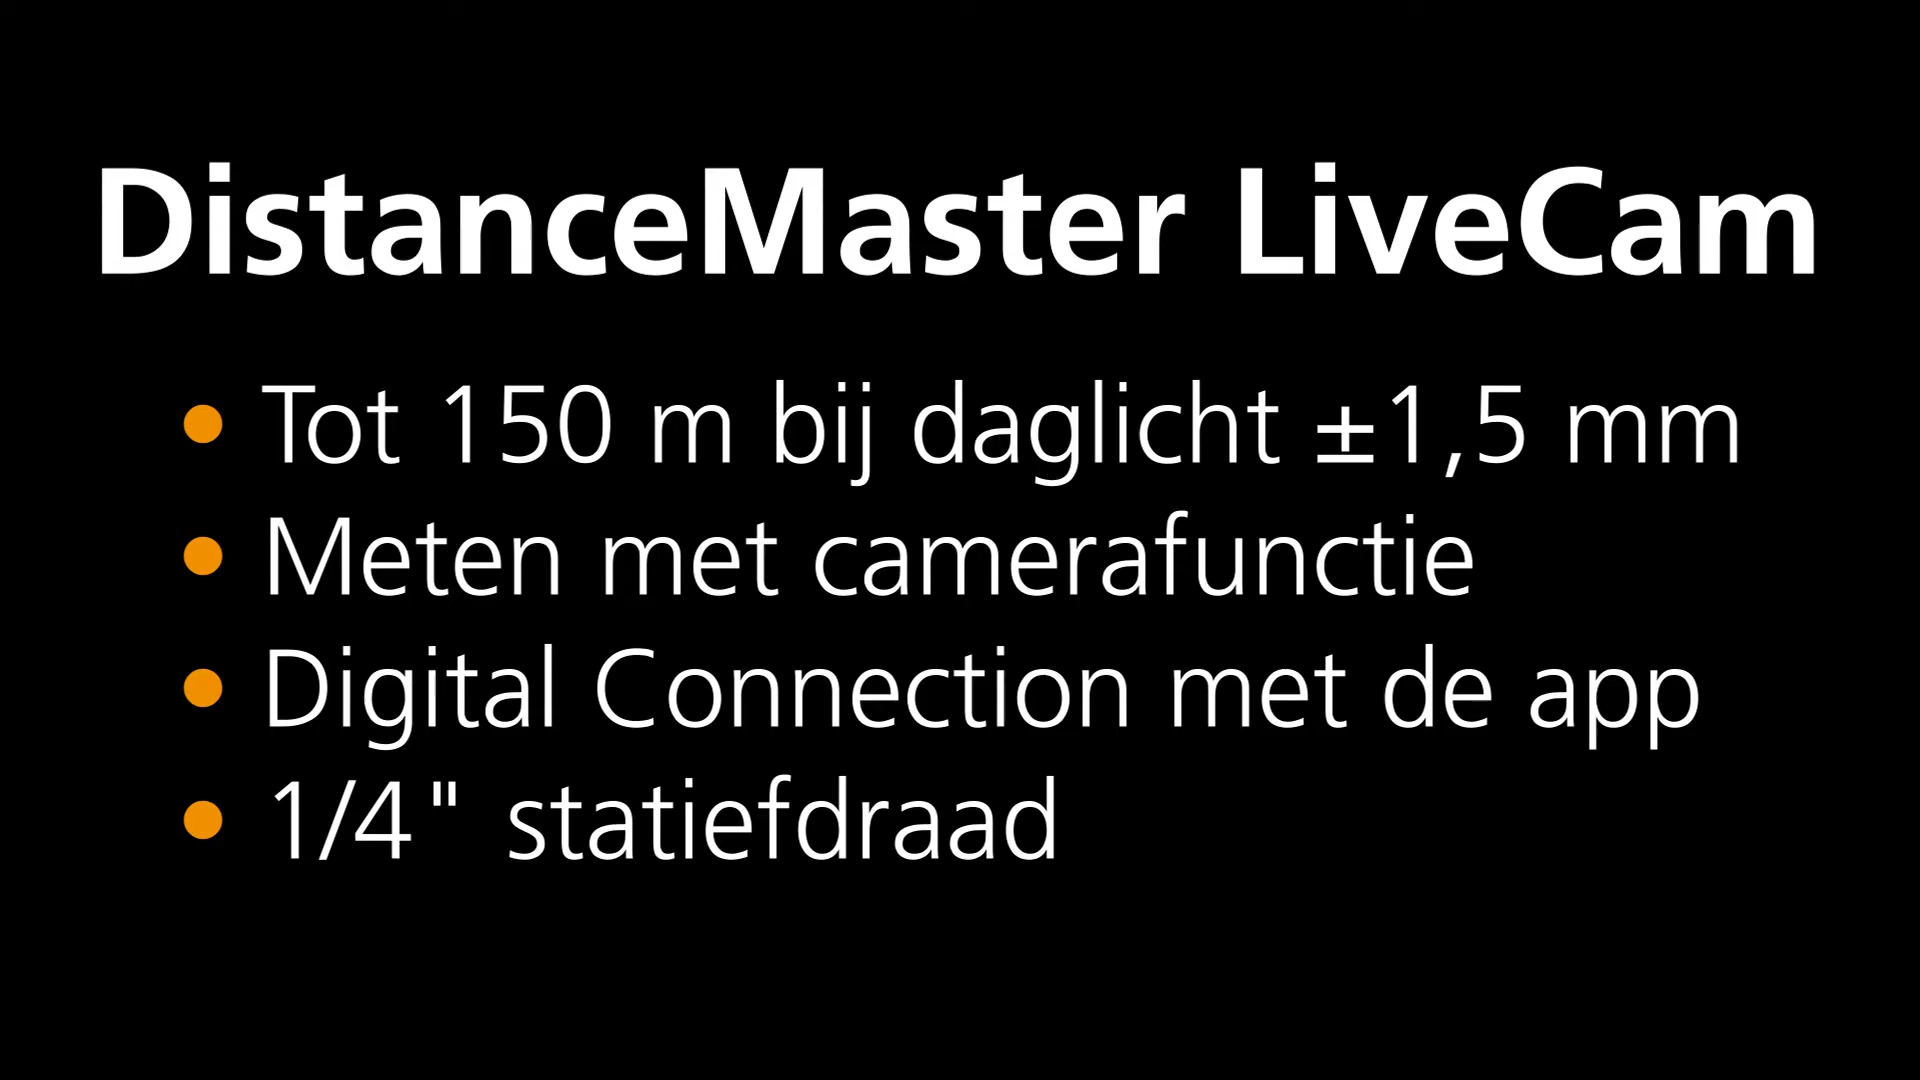 DistanceMaster LiveCam
• Tot 150 m bij daglicht ±1,5 mm
• Meten met camerafunctie
• Digital Connection met de app
• 1/4" statiefdraad